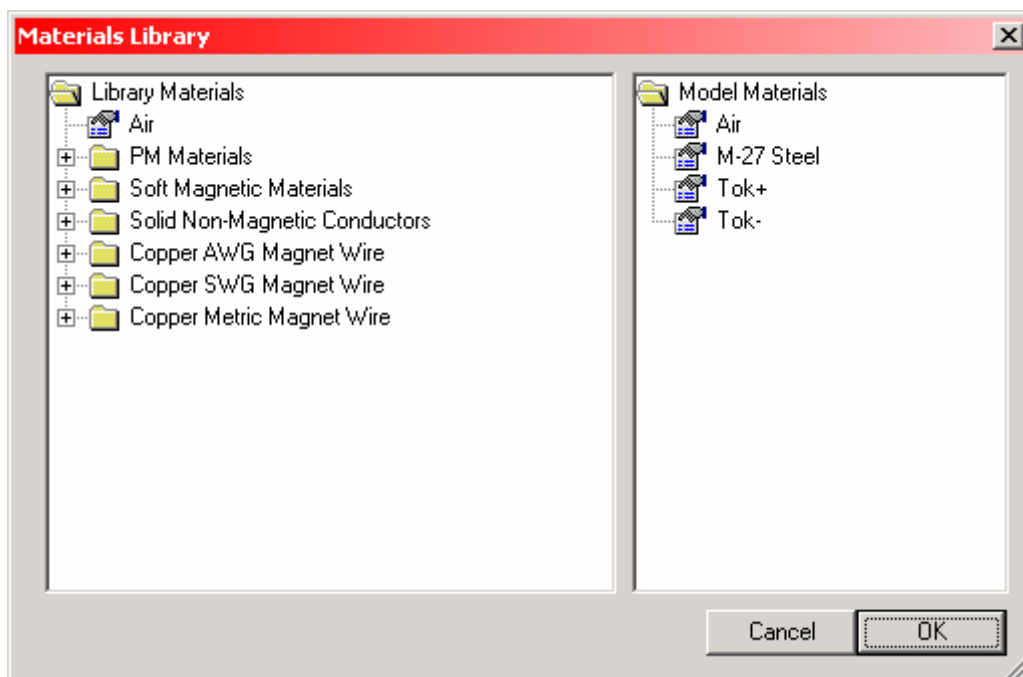 Materials Library
Library Materials
Air
PM Materials
Soft Magnetic Materials
Solid Non-Magnetic Conductors
Copper AWG Magnet Wire
Copper SWG Magnet Wire
Copper Metric Magnet Wire
Model Materials
Air
M-27 Steel
Tok+
Tok-
Cancel
OK